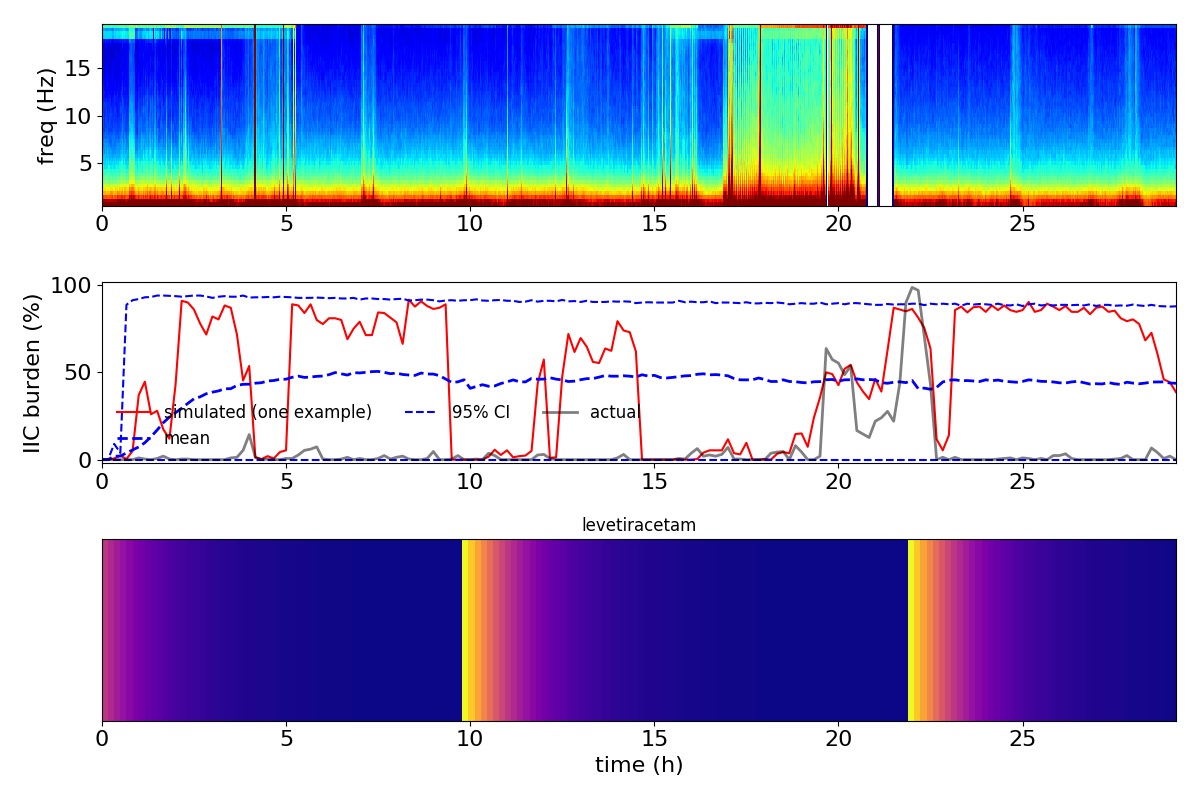 freq (Hz)
15
10
5
0 5 10 15 20 25
IIC burden (%)
100
50
0
simulated (one example) 95% CI actual
mean
0 5 10 15 20 25
levetiracetam
0 5 10 15 20 25
time (h)